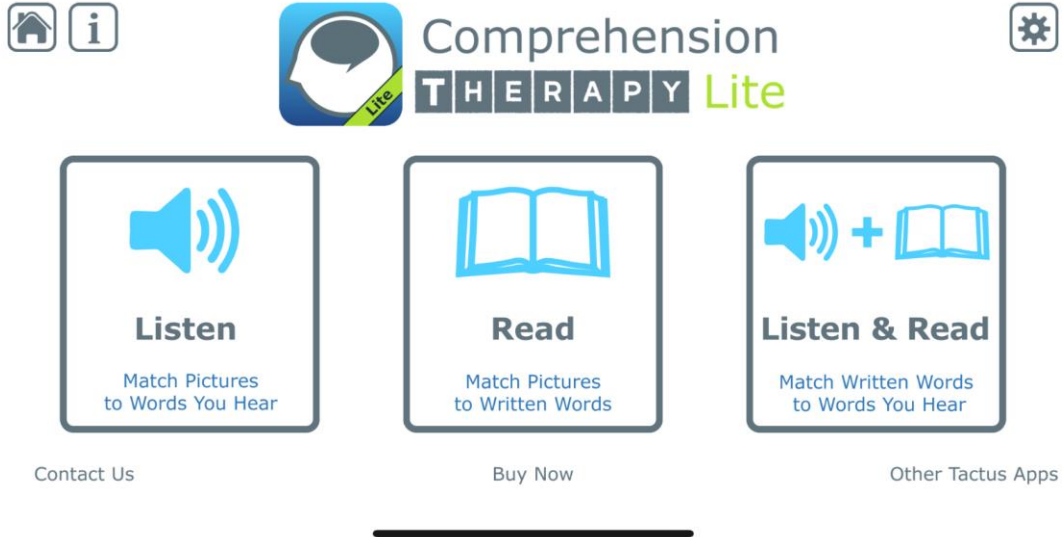 i
Comprehension
THERAPY Lite
Lite
Listen
Match Pictures
to Words You Hear
Read
Match Pictures
to Written Words
Listen & Read
Match Written Words
to Words You Hear
Contact Us
Buy Now
Other Tactus Apps